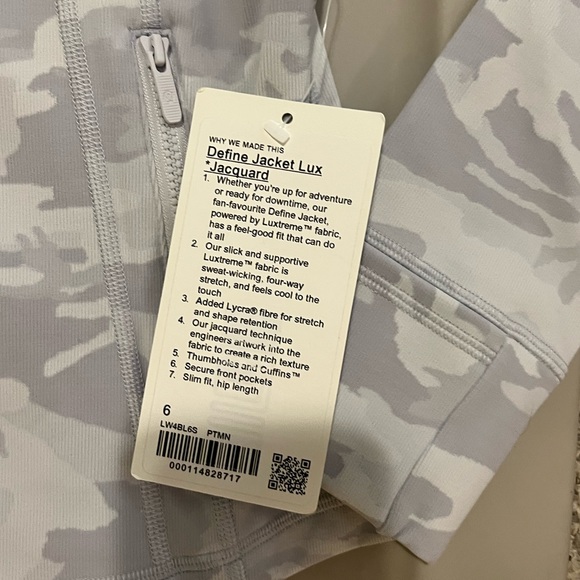 WHY WE MADE THIS
Define Jacket Lux
*Jacquard
1. Whether you're up for adventure
or ready for downtime, our
fan-favourite Define Jacket,
powered by Luxtreme™ fabric,
has a feel-good fit that can do
it all
2. Our slick and supportive
Luxtreme™ fabric is
sweat-wicking, four-way
stretch, and feels cool to the
touch
3. Added Lycra® fibre for stretch
and shape retention
4. Our jacquard technique
engineers artwork into the
fabric to create a rich texture
5. Thumbholes and Cuffins™
6. Secure front pockets
7. Slim fit, hip length
6
LW4BL6S PTMN
000114828717